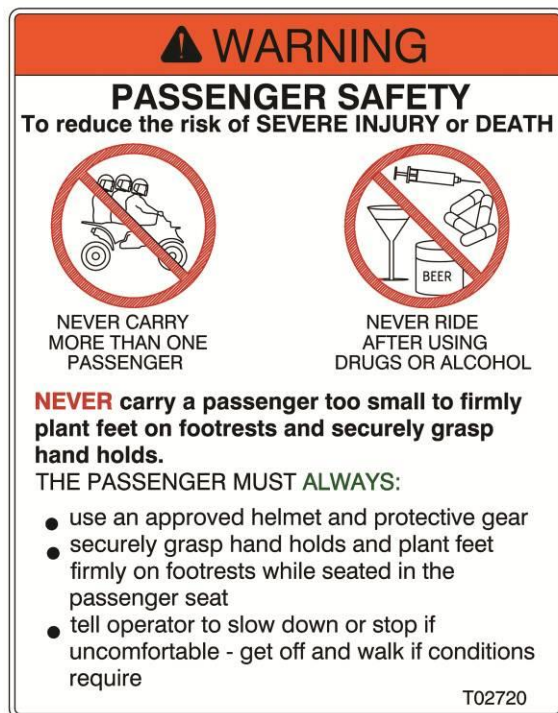 WARNING
PASSENGER SAFETY
To reduce the risk of SEVERE INJURY or DEATH
BEER
NEVER CARRY
MORE THAN ONE
PASSENGER
NEVER RIDE
AFTER USING
DRUGS OR ALCOHOL
NEVER carry a passenger too small to firmly
plant feet on footrests and securely grasp
hand holds.
THE PASSENGER MUST ALWAYS:
● use an approved helmet and protective gear
● securely grasp hand holds and plant feet
firmly on footrests while seated in the
passenger seat
● tell operator to slow down or stop if
uncomfortable - get off and walk if conditions
require
T02720